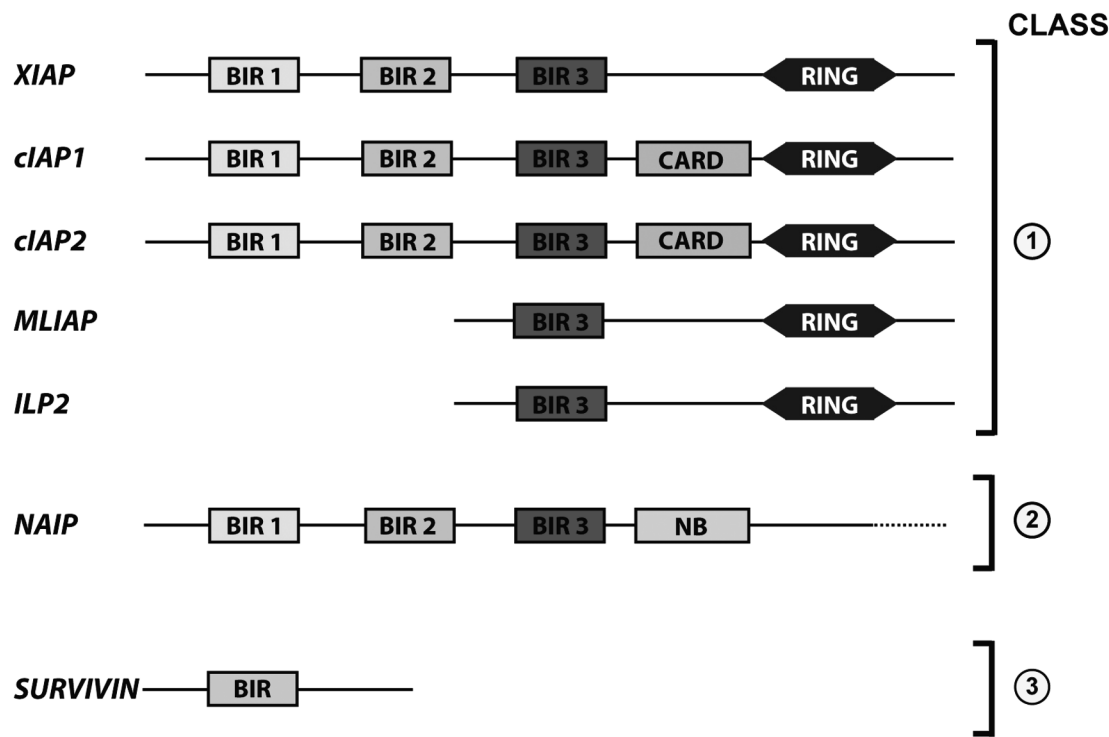 CLASS
XIAP BIR 1 BIR 2 BIR 3 RING
cIAP1 BIR 1 BIR 2 BIR 3 CARD RING
cIAP2 BIR 1 BIR 2 BIR 3 CARD RING
1
MLIAP BIR 3 RING
ILP2 BIR 3 RING
NAIP BIR 1 BIR 2 BIR 3 NB
2
SURVIVIN BIR
3